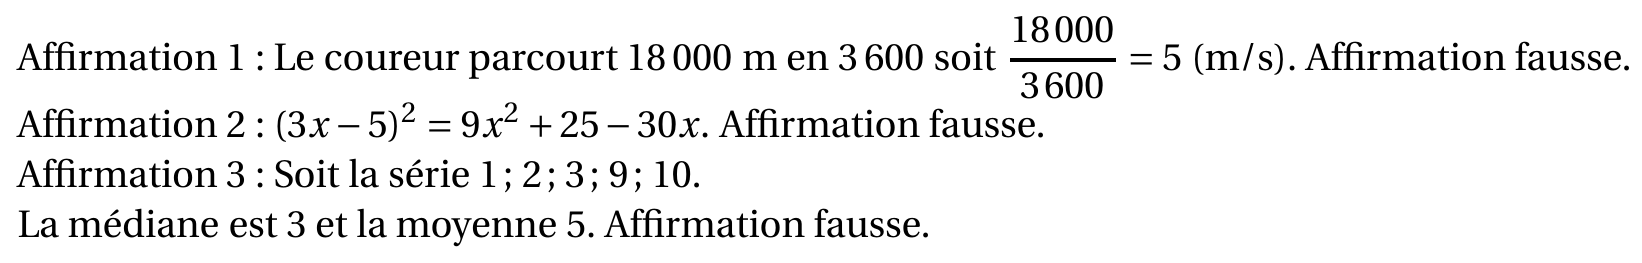 Affirmation 1 : Le coureur parcourt 18 000 m en 3 600 soit $\dfrac{18\,000}{3\,600} = 5$ (m/s). Affirmation fausse.
Affirmation 2 : $(3x-5)^2 = 9x^2 + 25 - 30x$. Affirmation fausse.
Affirmation 3 : Soit la série 1 ; 2 ; 3 ; 9 ; 10.
La médiane est 3 et la moyenne 5. Affirmation fausse.